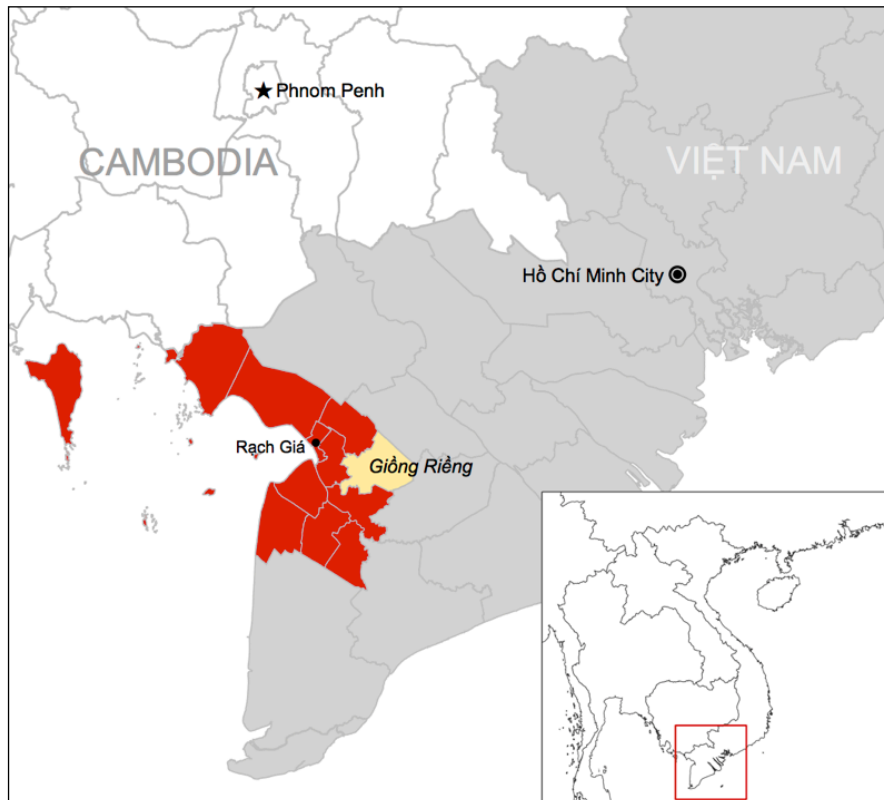 Phnom Penh
CAMBODIA
VIỆT NAM
Hồ Chí Minh City
Rạch Giá
Giồng Riềng